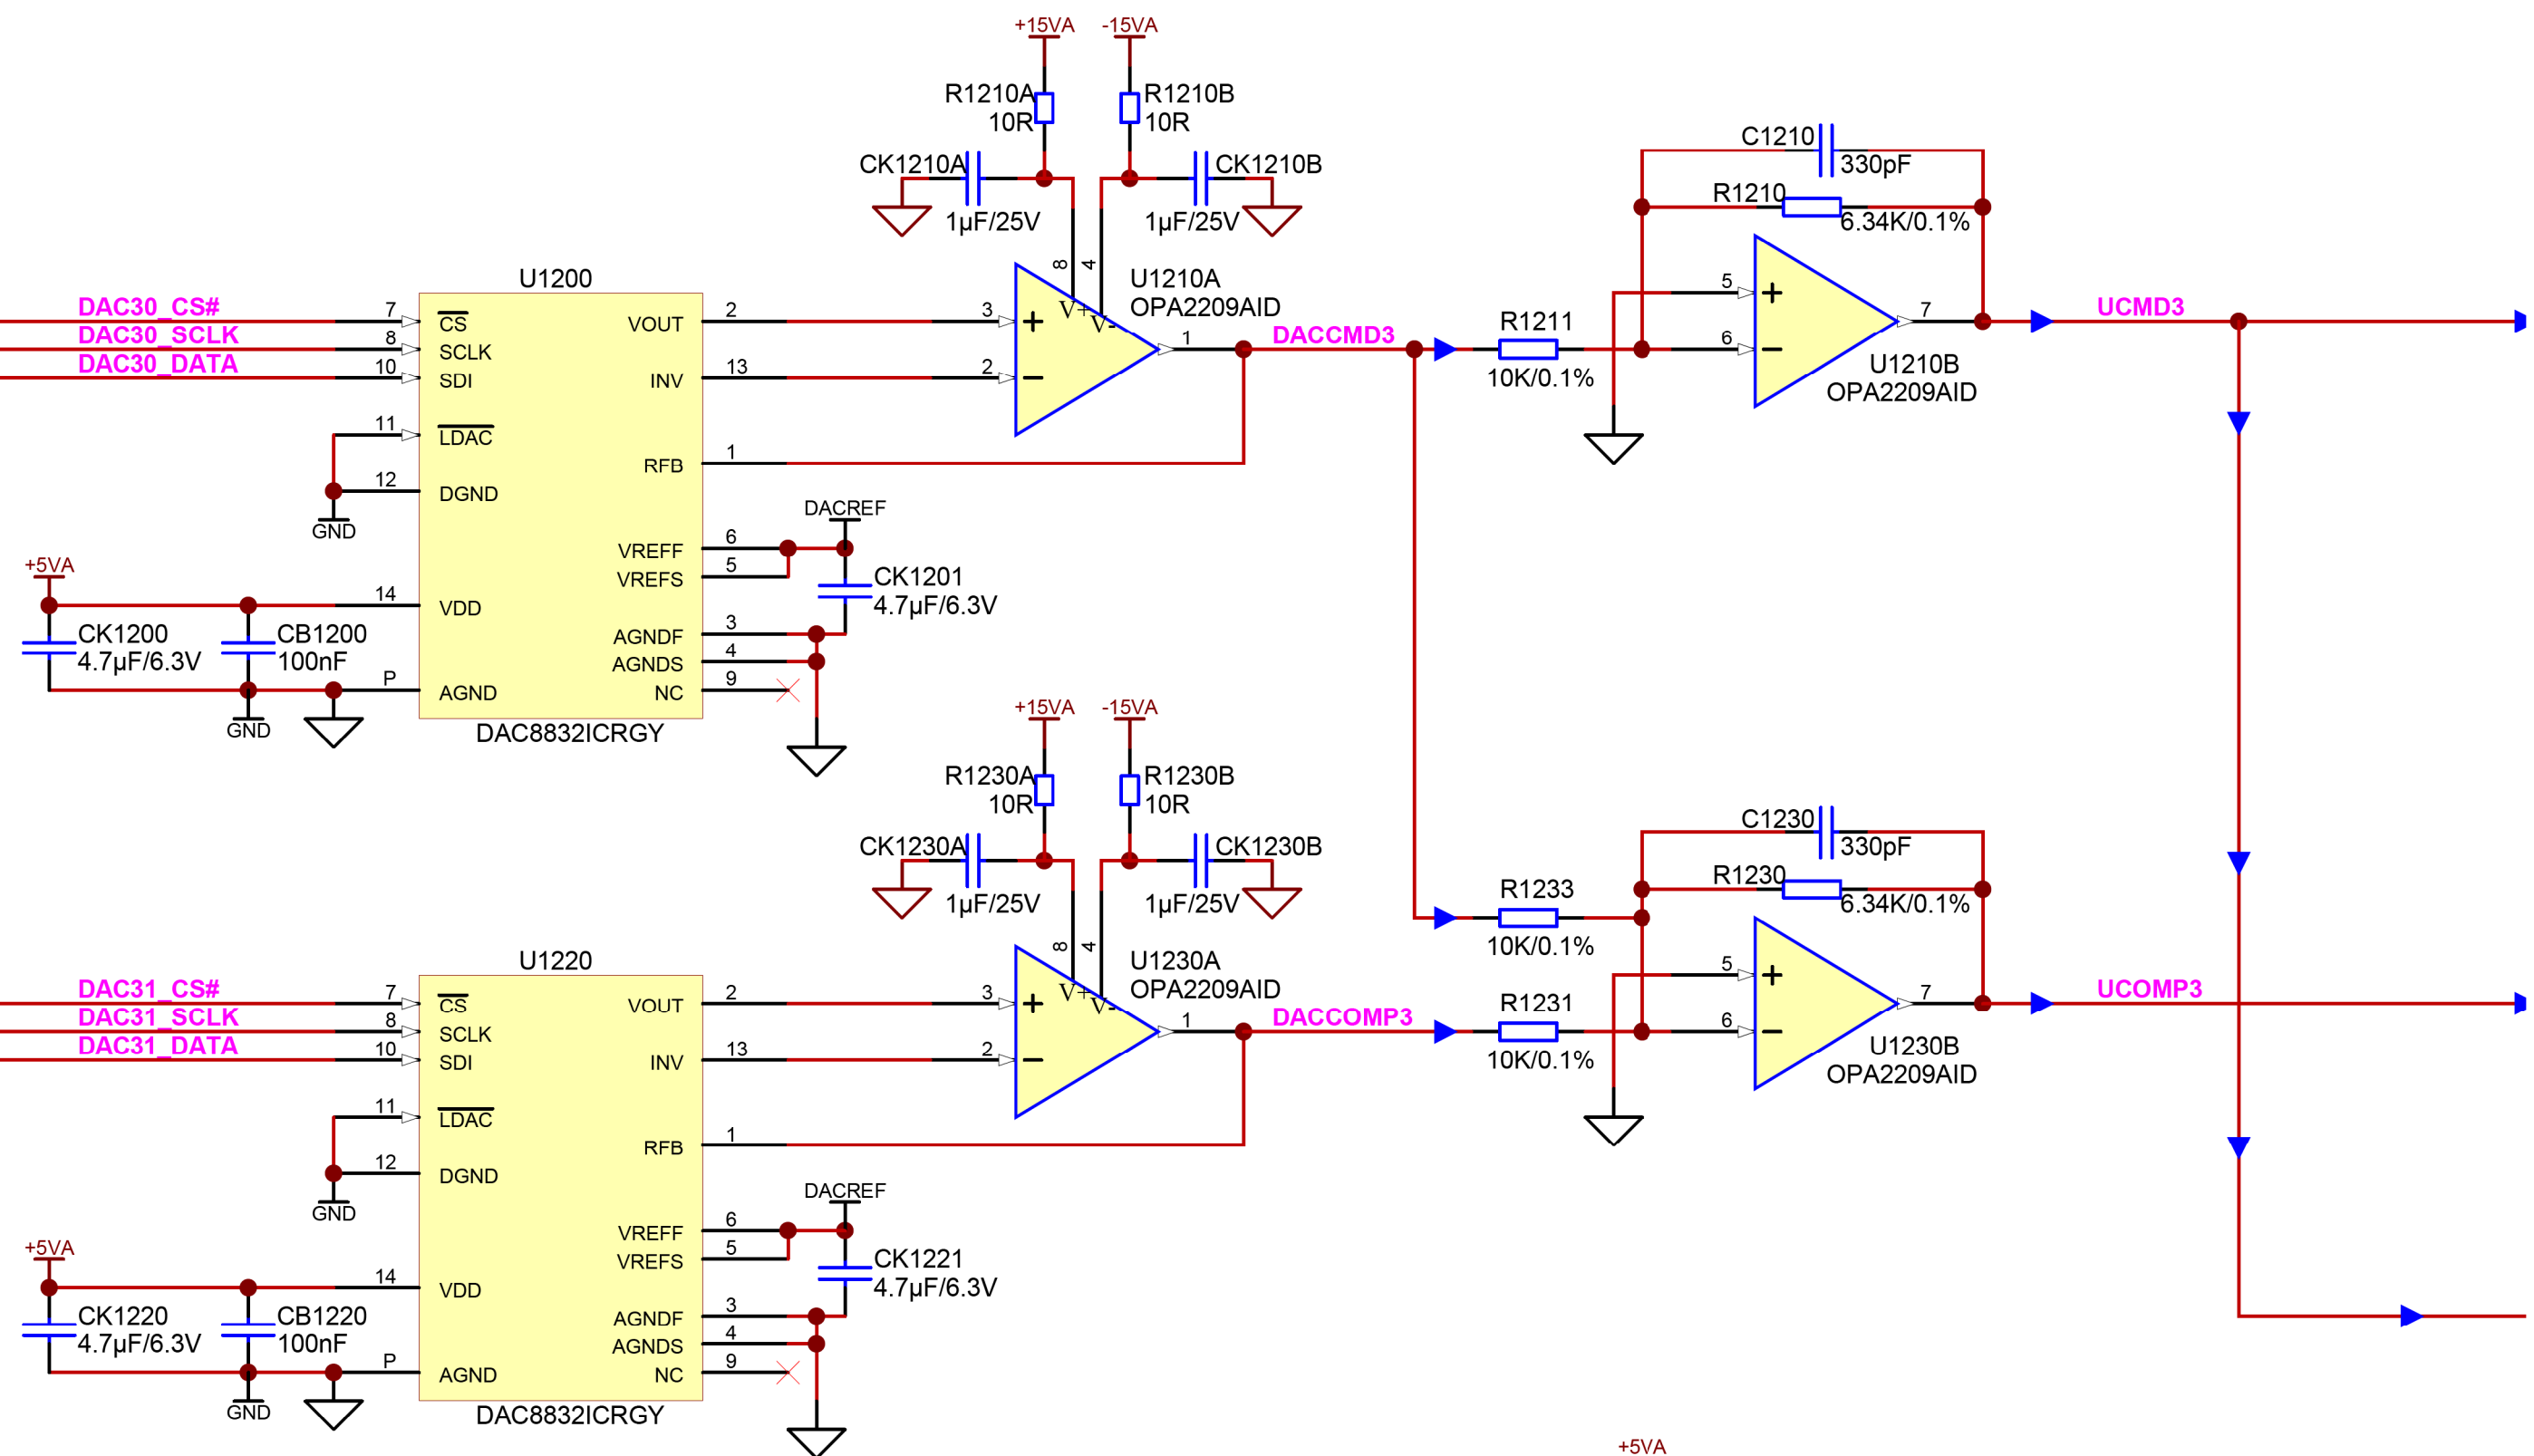 +15VA
-15VA
R1210A
10R
R1210B
10R
CK1210A
1µF/25V
CK1210B
1µF/25V
C1210
330pF
R1210
6.34K/0.1%
U1200
DAC30_CS#
DAC30_SCLK
DAC30_DATA
7
8
10
11
12
14
P
CS
SCLK
SDI
LDAC
DGND
VDD
AGND
VOUT
INV
RFB
VREFF
VREFS
AGNDF
AGNDS
NC
2
13
1
6
5
3
4
9
DAC8832ICRGY
GND
+5VA
CK1200
4.7µF/6.3V
CB1200
100nF
GND
DACREF
CK1201
4.7µF/6.3V
8
4
V+
V-
3
+
2
−
1
U1210A
OPA2209AID
DACCMD3
R1211
10K/0.1%
5
+
6
−
7
U1210B
OPA2209AID
UCMD3
+15VA
-15VA
R1230A
10R
R1230B
10R
CK1230A
1µF/25V
CK1230B
1µF/25V
C1230
330pF
R1230
6.34K/0.1%
R1233
10K/0.1%
U1220
DAC31_CS#
DAC31_SCLK
DAC31_DATA
7
8
10
11
12
14
P
CS
SCLK
SDI
LDAC
DGND
VDD
AGND
VOUT
INV
RFB
VREFF
VREFS
AGNDF
AGNDS
NC
2
13
1
6
5
3
4
9
DAC8832ICRGY
GND
+5VA
CK1220
4.7µF/6.3V
CB1220
100nF
GND
DACREF
CK1221
4.7µF/6.3V
8
4
V+
V-
3
+
2
−
1
U1230A
OPA2209AID
DACCOMP3
R1231
10K/0.1%
5
+
6
−
7
U1230B
OPA2209AID
UCOMP3
+5VA